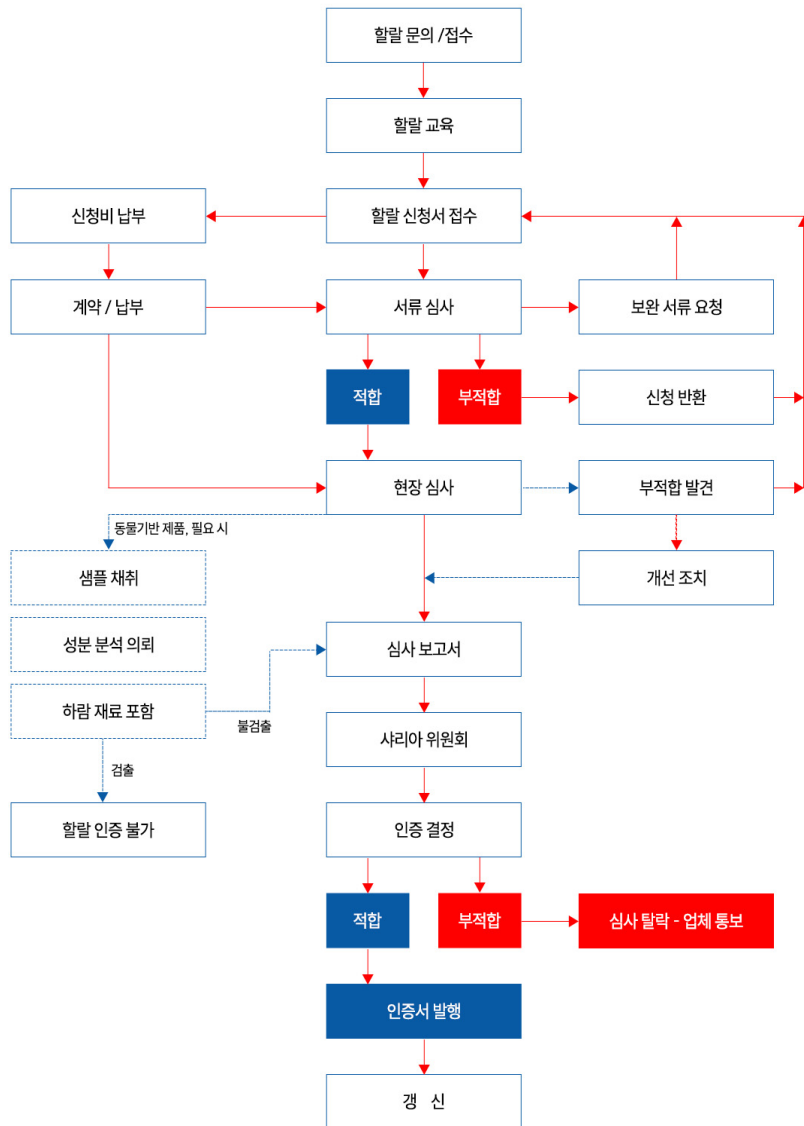 할랄 문의 /접수
할랄 교육
신청비 납부
할랄 신청서 접수
계약 / 납부
서류 심사
보완 서류 요청
적합
부적합
신청 반환
현장 심사
부적합 발견
동물기반 제품, 필요 시
샘플 채취
개선 조치
성분 분석 의뢰
심사 보고서
하람 재료 포함
불검출
샤리아 위원회
검출
할랄 인증 불가
인증 결정
적합
부적합
심사 탈락 - 업체 통보
인증서 발행
갱 신